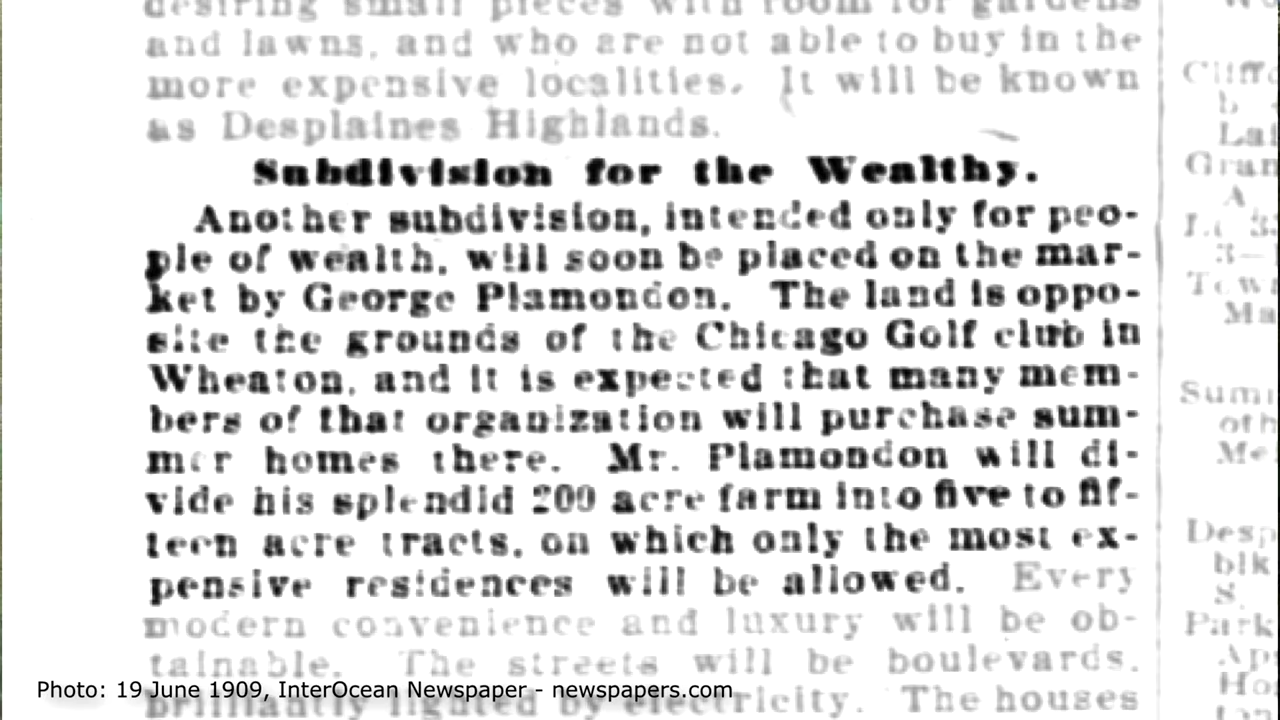 desiring small pieces with room for gardens
and lawns, and who are not able to buy in the
more expensive localities. It will be known
as Desplaines Highlands.
Subdivision for the Wealthy.
Another subdivision, intended only for peo-
ple of wealth, will soon be placed on the mar-
ket by George Plamondon. The land is oppo-
site the grounds of the Chicago Golf club in
Wheaton, and it is expected that many mem-
bers of that organization will purchase sum-
mer homes there. Mr. Plamondon will di-
vide his splendid 200 acre farm into five to fif-
teen acre tracts, on which only the most ex-
pensive residences will be allowed. Every
modern convenience and luxury will be ob-
tainable. The streets will be boulevards,
brilliantly lighted by electricity. The houses
Photo: 19 June 1909, InterOcean Newspaper - newspapers.com